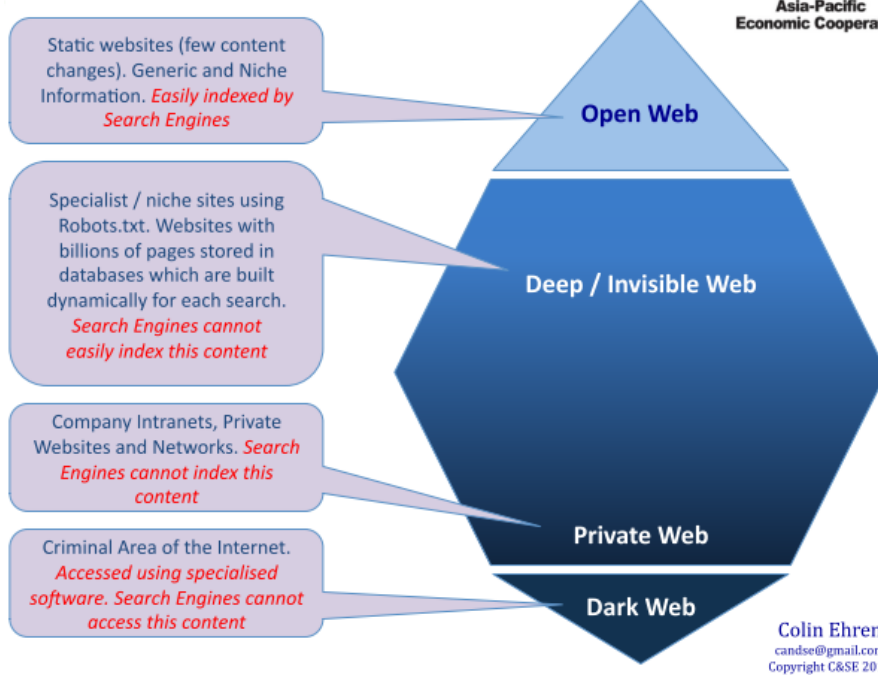 Asia-Pacific
Economic Coopera
Static websites (few content
changes). Generic and Niche
Information. Easily indexed by
Search Engines
Open Web
Specialist / niche sites using
Robots.txt. Websites with
billions of pages stored in
databases which are built
dynamically for each search.
Search Engines cannot
easily index this content
Deep / Invisible Web
Company Intranets, Private
Websites and Networks. Search
Engines cannot index this
content
Private Web
Criminal Area of the Internet.
Accessed using specialised
software. Search Engines cannot
access this content
Dark Web
Colin Ehren
candse@gmail.com
Copyright C&SE 20